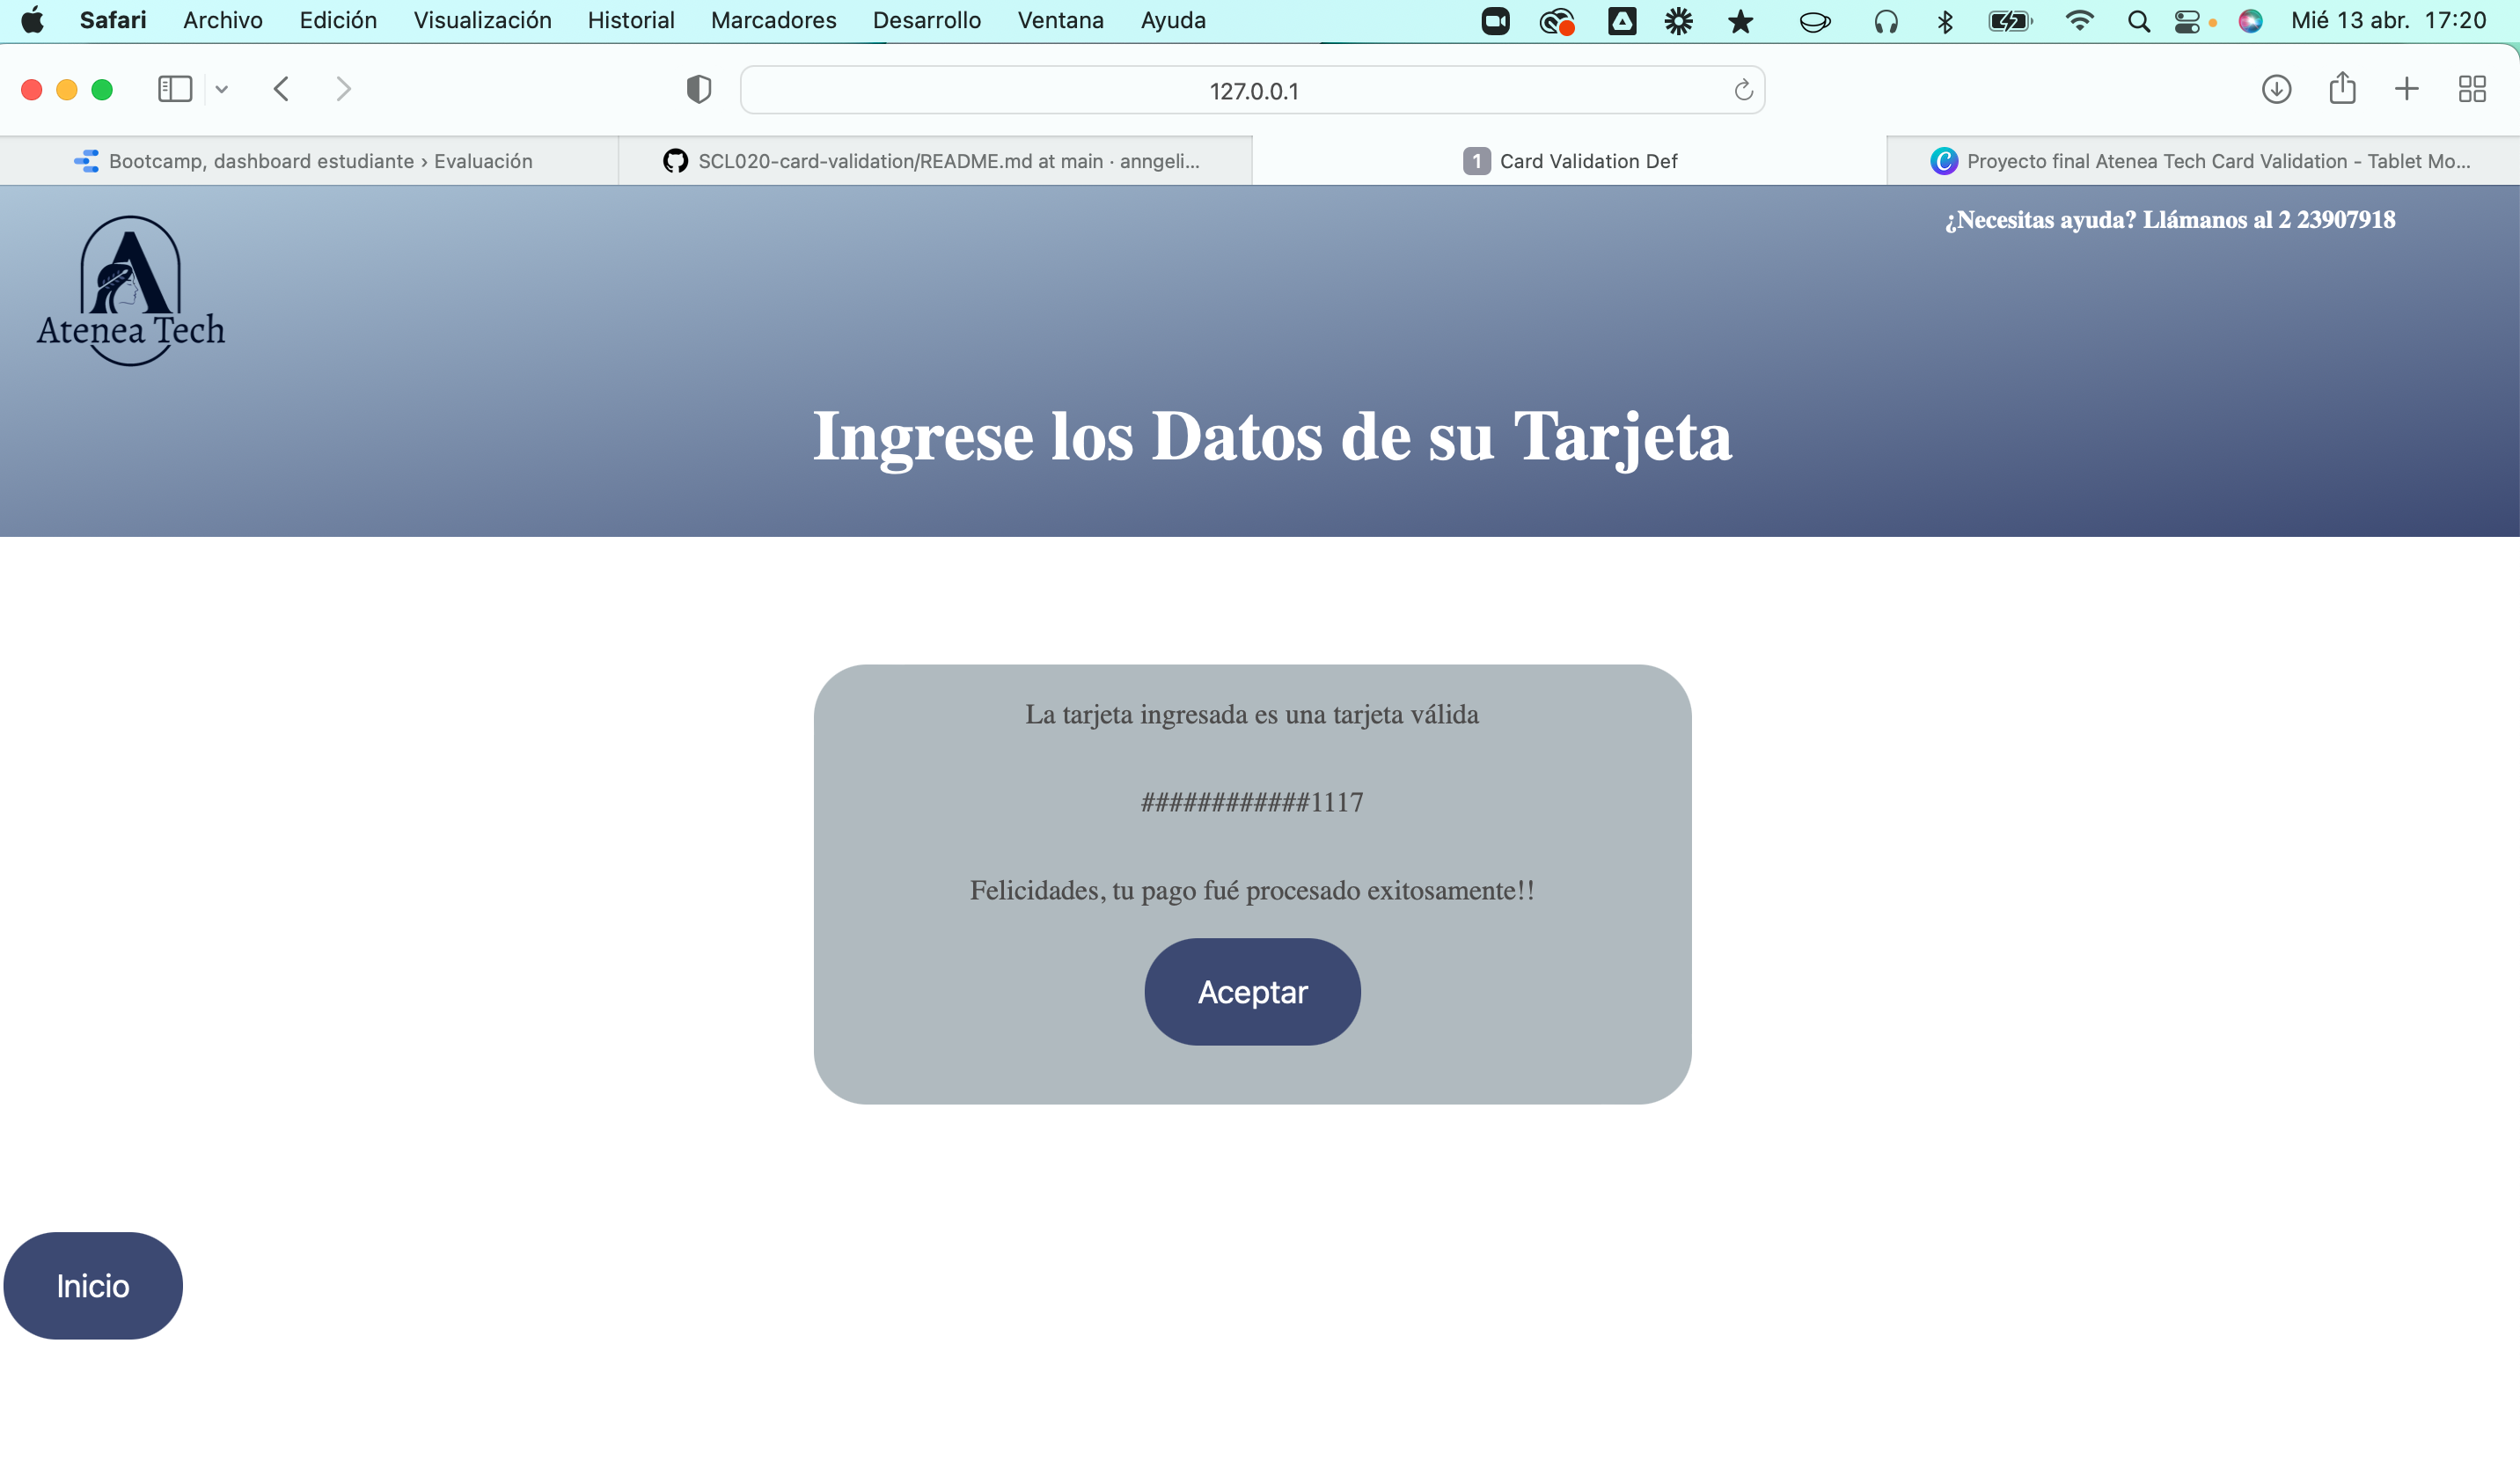 Safari Archivo Edición Visualización Historial Marcadores Desarrollo Ventana Ayuda Mié 13 abr. 17:20
127.0.0.1
Bootcamp, dashboard estudiante › Evaluación
SCL020-card-validation/README.md at main · anngeli...
1 Card Validation Def
Proyecto final Atenea Tech Card Validation - Tablet Mo...
¿Necesitas ayuda? Llámanos al 2 23907918
A
Atenea Tech
Ingrese los Datos de su Tarjeta
La tarjeta ingresada es una tarjeta válida
############1117
Felicidades, tu pago fué procesado exitosamente!!
Aceptar
Inicio